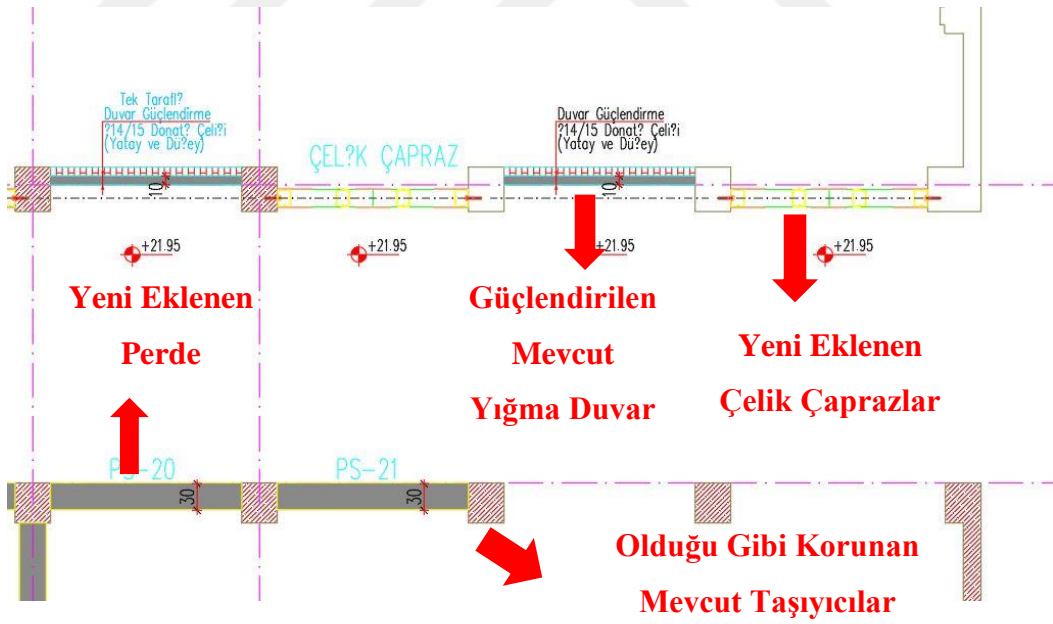 Tek Tarafl?
Duvar Güçlendirme
?14/15 Donat? Çeli?i
(Yatay ve Dü?ey)
ÇEL?K ÇAPRAZ
Duvar Güçlendirme
?14/15 Donat? Çeli?i
(Yatay ve Dü?ey)
10
10
+21.95
+21.95
+21.95
+21.95
Yeni Eklenen
Perde
Güçlendirilen
Mevcut
Yığma Duvar
Yeni Eklenen
Çelik Çaprazlar
PS-20
PS-21
30
30
Olduğu Gibi Korunan
Mevcut Taşıyıcılar